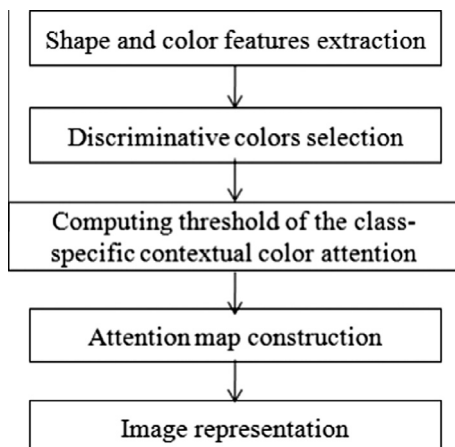 Shape and color features extraction
Discriminative colors selection
Computing threshold of the class-
specific contextual color attention
Attention map construction
Image representation